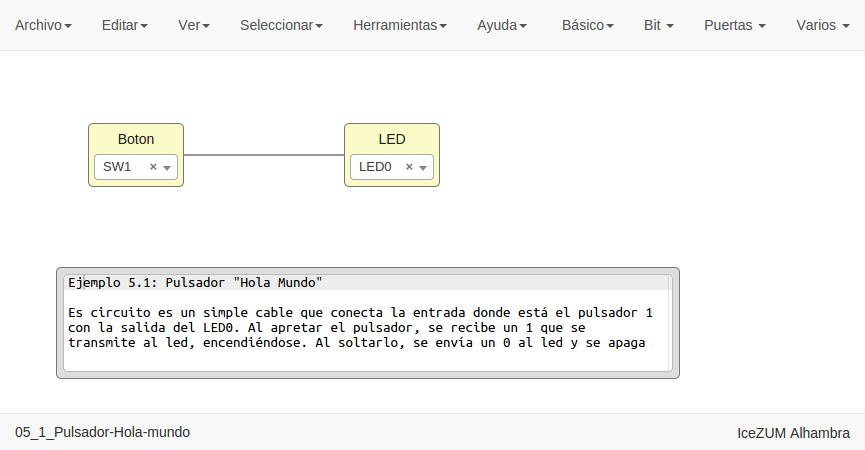 Archivo Editar Ver Seleccionar Herramientas Ayuda Básico Bit Puertas Varios
Boton LED
SW1 × LED0 ×
Ejemplo 5.1: Pulsador "Hola Mundo"
Es circuito es un simple cable que conecta la entrada donde está el pulsador 1
con la salida del LED0. Al apretar el pulsador, se recibe un 1 que se
transmite al led, encendiéndose. Al soltarlo, se envía un 0 al led y se apaga
05_1_Pulsador-Hola-mundo IceZUM Alhambra